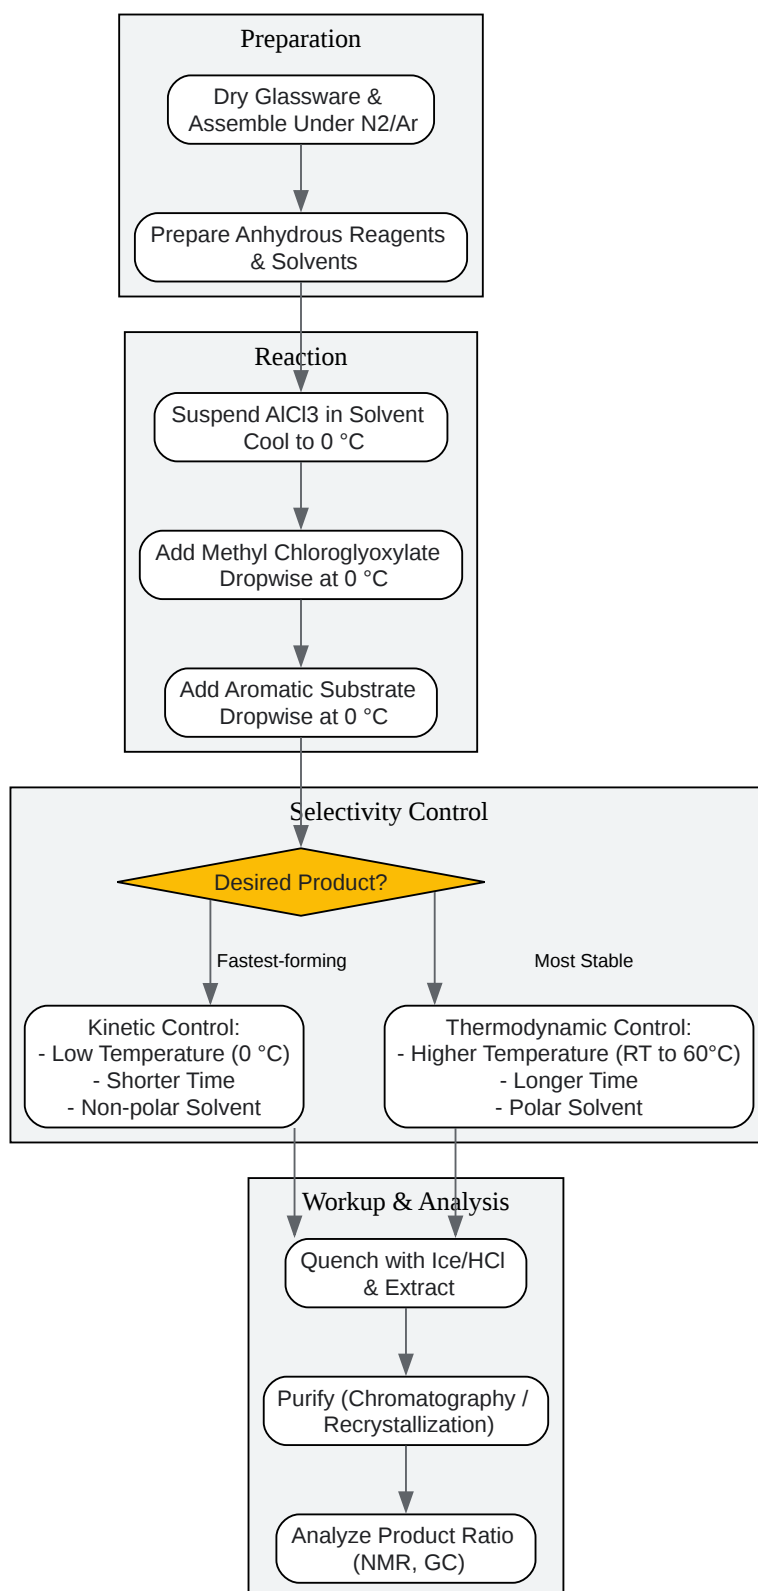 Preparation
Dry Glassware &
Assemble Under N2/Ar
Prepare Anhydrous Reagents
& Solvents
Reaction
Suspend AlCl3 in Solvent
Cool to 0 °C
Add Methyl Chloroglyoxylate
Dropwise at 0 °C
Add Aromatic Substrate
Dropwise at 0 °C
Selectivity Control
Desired Product?
Fastest-forming
Most Stable
Kinetic Control:
- Low Temperature (0 °C)
- Shorter Time
- Non-polar Solvent
Thermodynamic Control:
- Higher Temperature (RT to 60°C)
- Longer Time
- Polar Solvent
Workup & Analysis
Quench with Ice/HCl
& Extract
Purify (Chromatography /
Recrystallization)
Analyze Product Ratio
(NMR, GC)